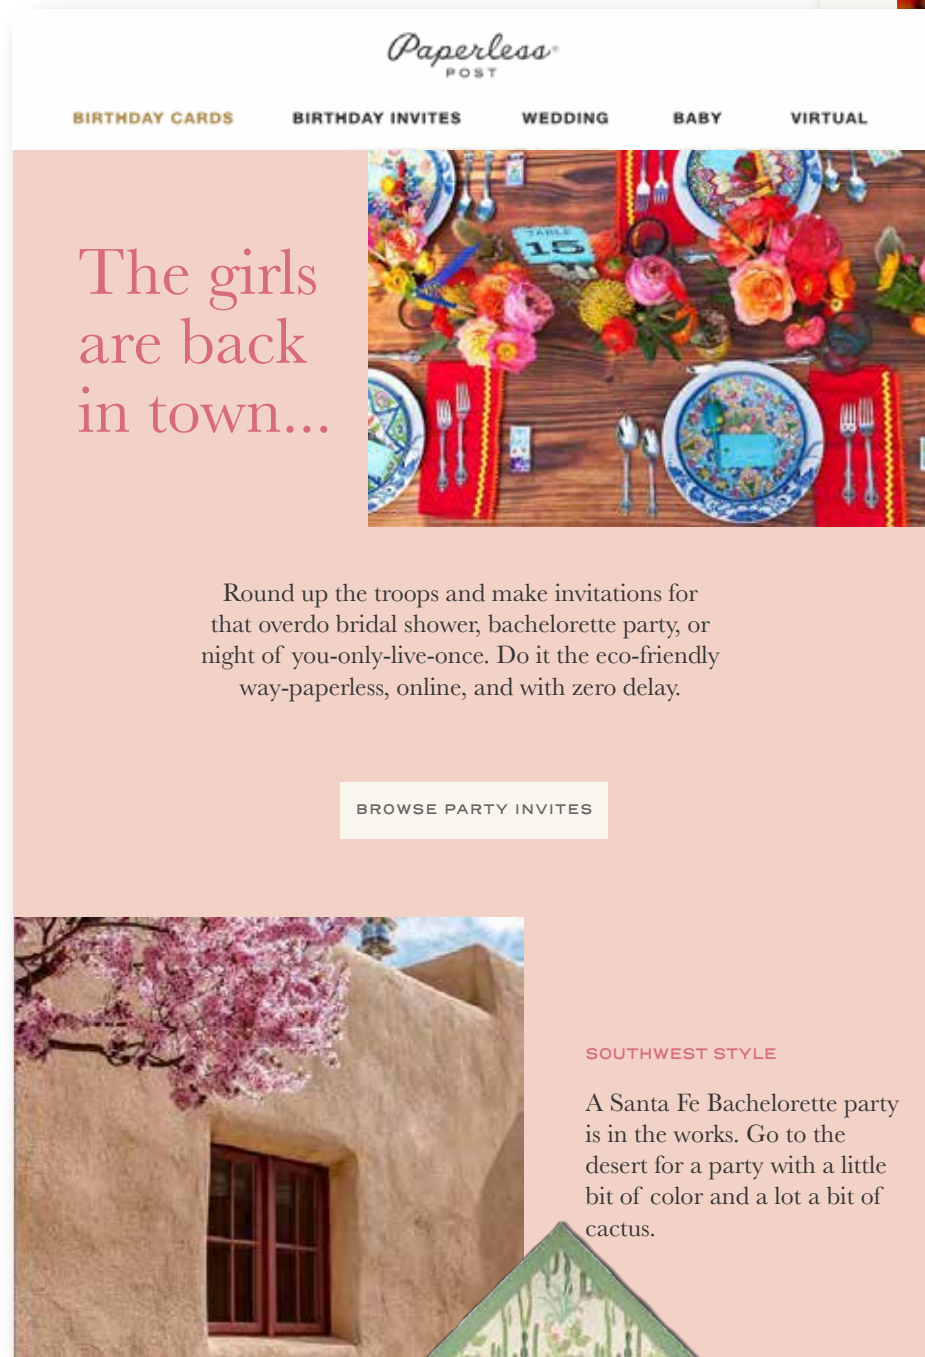 Paperless
POST
BIRTHDAY CARDS BIRTHDAY INVITES WEDDING BABY VIRTUAL
The girls
are back
in town...
TABLE
15
Round up the troops and make invitations for
that overdo bridal shower, bachelorette party, or
night of you-only-live-once. Do it the eco-friendly
way-paperless, online, and with zero delay.
BROWSE PARTY INVITES
SOUTHWEST STYLE
A Santa Fe Bachelorette party
is in the works. Go to the
desert for a party with a little
bit of color and a lot a bit of
cactus.